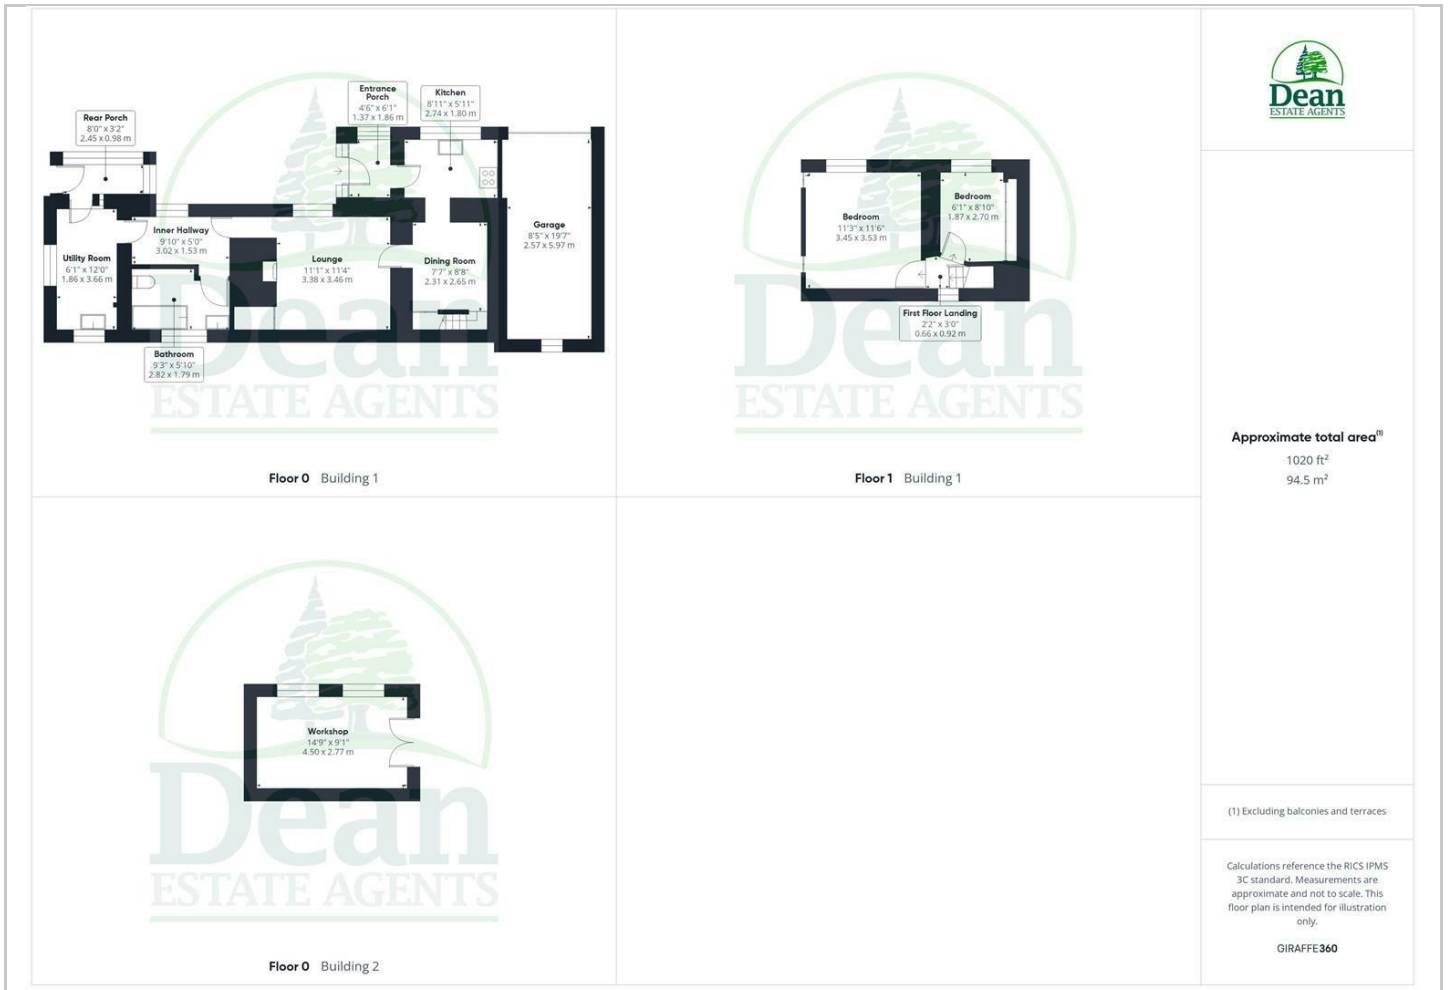 Rear Porch
8'0" x 3'2"
2.45 x 0.98 m
Entrance
Porch
4'6" x 6'1"
1.37 x 1.86 m
Kitchen
8'11" x 5'11"
2.74 x 1.80 m
Inner Hallway
9'10" x 5'0"
3.02 x 1.53 m
Utility Room
6'1" x 12'0"
1.86 x 3.66 m
Lounge
11'1" x 11'4"
3.38 x 3.46 m
Dining Room
7'7" x 8'8"
2.31 x 2.65 m
Garage
8'5" x 19'7"
2.57 x 5.97 m
Bathroom
9'3" x 5'10"
2.82 x 1.79 m
Dean
ESTATE AGENTS
Floor 0 Building 1
Bedroom
11'3" x 11'6"
3.45 x 3.53 m
Bedroom
6'1" x 8'10"
1.87 x 2.70 m
First Floor Landing
2'2" x 3'0"
0.66 x 0.92 m
Dean
ESTATE AGENTS
Floor 1 Building 1
Workshop
14'9" x 9'1"
4.50 x 2.77 m
Dean
ESTATE AGENTS
Floor 0 Building 2
Dean
ESTATE AGENTS
Approximate total area(1)
1020 ft²
94.5 m²
(1) Excluding balconies and terraces
Calculations reference the RICS IPMS
3C standard. Measurements are
approximate and not to scale. This
floor plan is intended for illustration
only.
GIRAFFE360